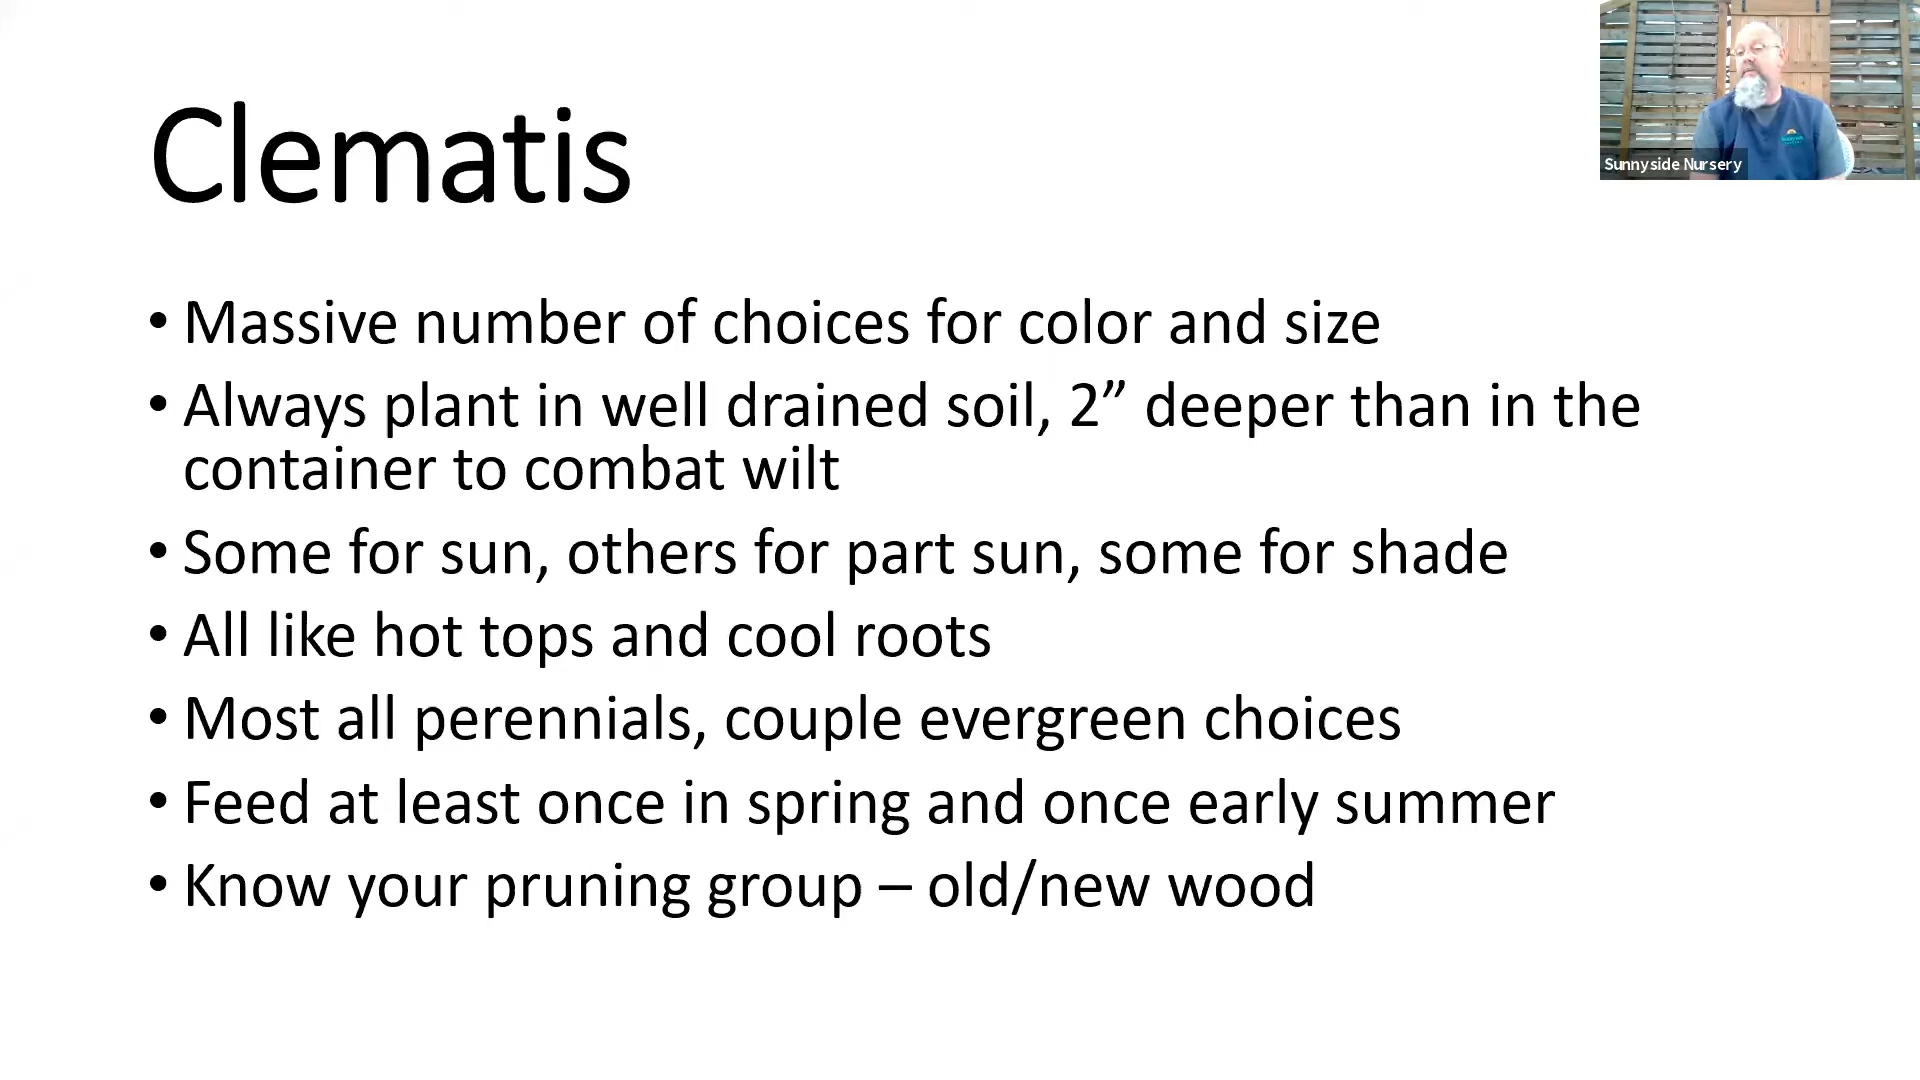 Clematis
Sunnyside Nursery
• Massive number of choices for color and size
• Always plant in well drained soil, 2” deeper than in the
container to combat wilt
• Some for sun, others for part sun, some for shade
• All like hot tops and cool roots
• Most all perennials, couple evergreen choices
• Feed at least once in spring and once early summer
• Know your pruning group – old/new wood